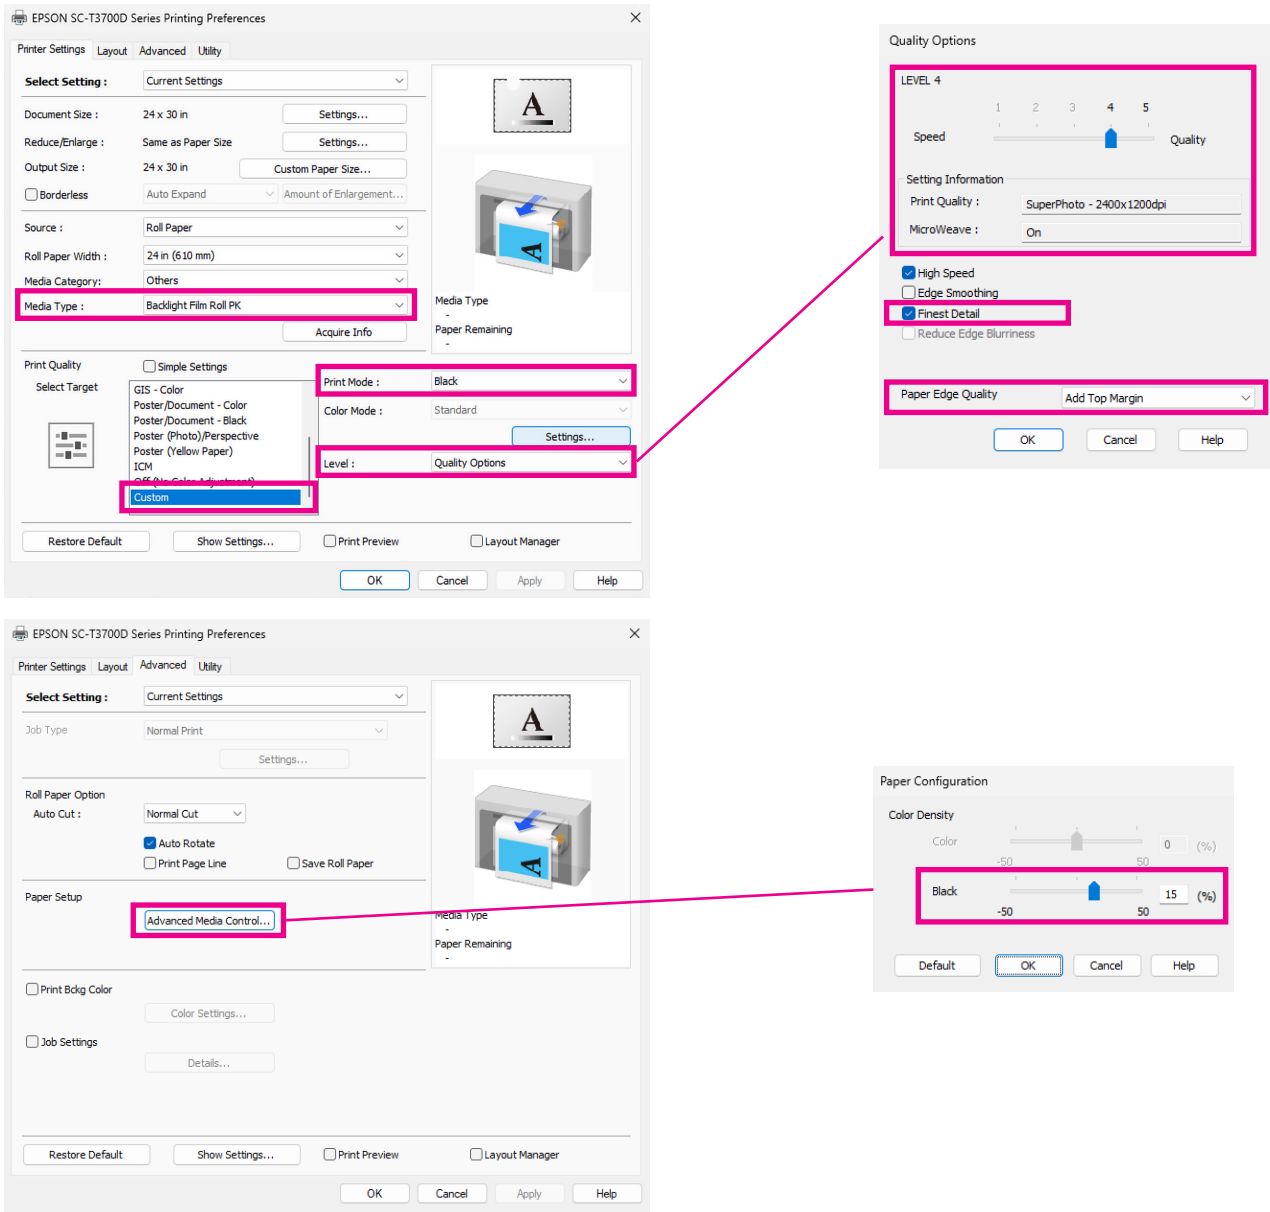 EPSON SC-T3700D Series Printing Preferences
Printer Settings Layout Advanced Utility
Select Setting : Current Settings
Document Size : 24 x 30 in Settings...
Reduce/Enlarge : Same as Paper Size Settings...
Output Size : 24 x 30 in Custom Paper Size...
Borderless Auto Expand Amount of Enlargement...
Source : Roll Paper
Roll Paper Width : 24 in (610 mm)
Media Category: Others
Media Type : Backlight Film Roll PK
Acquire Info
A
A
Media Type
-
Paper Remaining
-
Print Quality Simple Settings
Select Target
GIS - Color
Poster/Document - Color
Poster/Document - Black
Poster (Photo)/Perspective
Poster (Yellow Paper)
ICM
Off (No Color Adjustment)
Custom
Print Mode : Black
Color Mode : Standard
Settings...
Level : Quality Options
Restore Default Show Settings... Print Preview Layout Manager
OK Cancel Apply Help
Quality Options
LEVEL 4
1 2 3 4 5
Speed Quality
Setting Information
Print Quality : SuperPhoto - 2400x1200dpi
MicroWeave : On
High Speed
Edge Smoothing
Finest Detail
Reduce Edge Blurriness
Paper Edge Quality Add Top Margin
OK Cancel Help
EPSON SC-T3700D Series Printing Preferences
Printer Settings Layout Advanced Utility
Select Setting : Current Settings
Job Type Normal Print
Settings...
Roll Paper Option
Auto Cut : Normal Cut
Auto Rotate
Print Page Line Save Roll Paper
Paper Setup
Advanced Media Control...
A
A
Media Type
-
Paper Remaining
-
Print Bckg Color
Color Settings...
Job Settings
Details...
Restore Default Show Settings... Print Preview Layout Manager
OK Cancel Apply Help
Paper Configuration
Color Density
Color 0 (%)
-50 50
Black 15 (%)
-50 50
Default OK Cancel Help